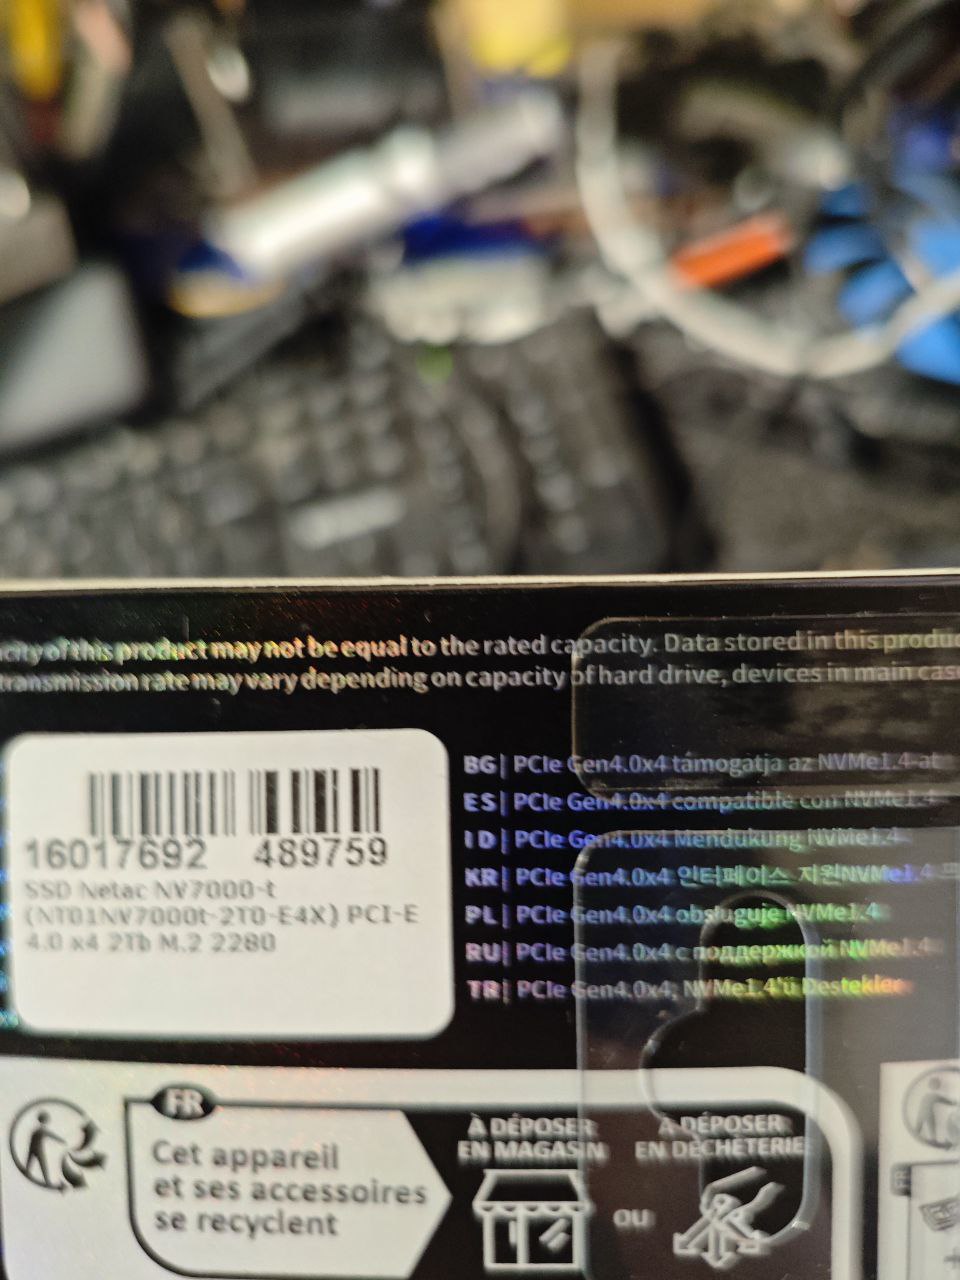 city of this product may not be equal to the rated capacity. Data stored in this produc
transmission rate may vary depending on capacity of hard drive, devices in main cas
16017692 489759
SSD Netac NV7000-t
(NT01NV7000t-2T0-E4X) PCI-E
4.0 x4 2Tb M.2 2280
BG| PCIe Gen4.0x4 támogatja az NVMe1.4-at
ES| PCIe Gen4.0x4 compatible con NVMe1.4
ID| PCIe Gen4.0x4 Mendukung NVMe1.4
KR| PCIe Gen4.0x4 인터페이스 지원NVMe1.4
PL| PCIe Gen4.0x4 obsługuje NVMe1.4
RU| PCIe Gen4.0x4 с поддержкой NVMe1.4
TR| PCIe Gen4.0x4; NVMe1.4'ü Destekler
FR
Cet appareil
et ses accessoires
se recyclent
À DÉPOSER
EN MAGASIN
ou
À DÉPOSER
EN DÉCHÈTERIE